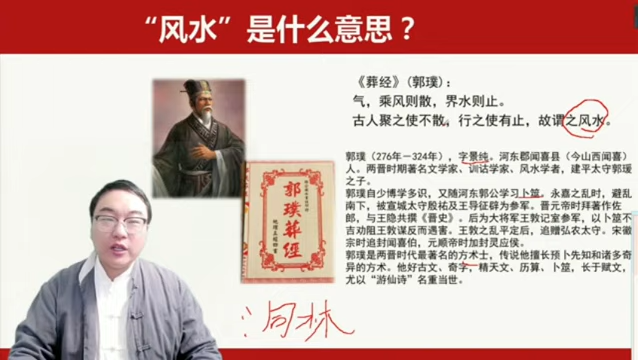 “风水”是什么意思？
《葬经》(郭璞)：
气，乘风则散，界水则止。
古人聚之使不散，行之使有止，故谓之风水。
郭璞（276年－324年），字景纯。河东郡闻喜县（今山西闻喜）
人。两晋时期著名文学家、训诂学家、风水学者，建平太守郭瑗
之子。
郭璞自少博学多识，又随河东郭公学习卜筮。永嘉之乱时，避乱
南下，被宣城太守殷祐及王导征辟为参军。晋元帝时拜著作佐
郎，与王隐共撰《晋史》。后为大将军王敦记室参军，以卜筮不
吉劝阻王敦谋反而遇害。王敦之乱平定后，追赠弘农太守。宋徽
宗时追封闻喜伯，元顺帝时加封灵应侯。
郭璞是两晋时代最著名的方术士，传说他擅长预卜先知和诸多奇
异的方术。他好古文、奇字，精天文、历算、卜筮，长于赋文，
尤以“游仙诗”名重当世。
郭璞葬經
洞林